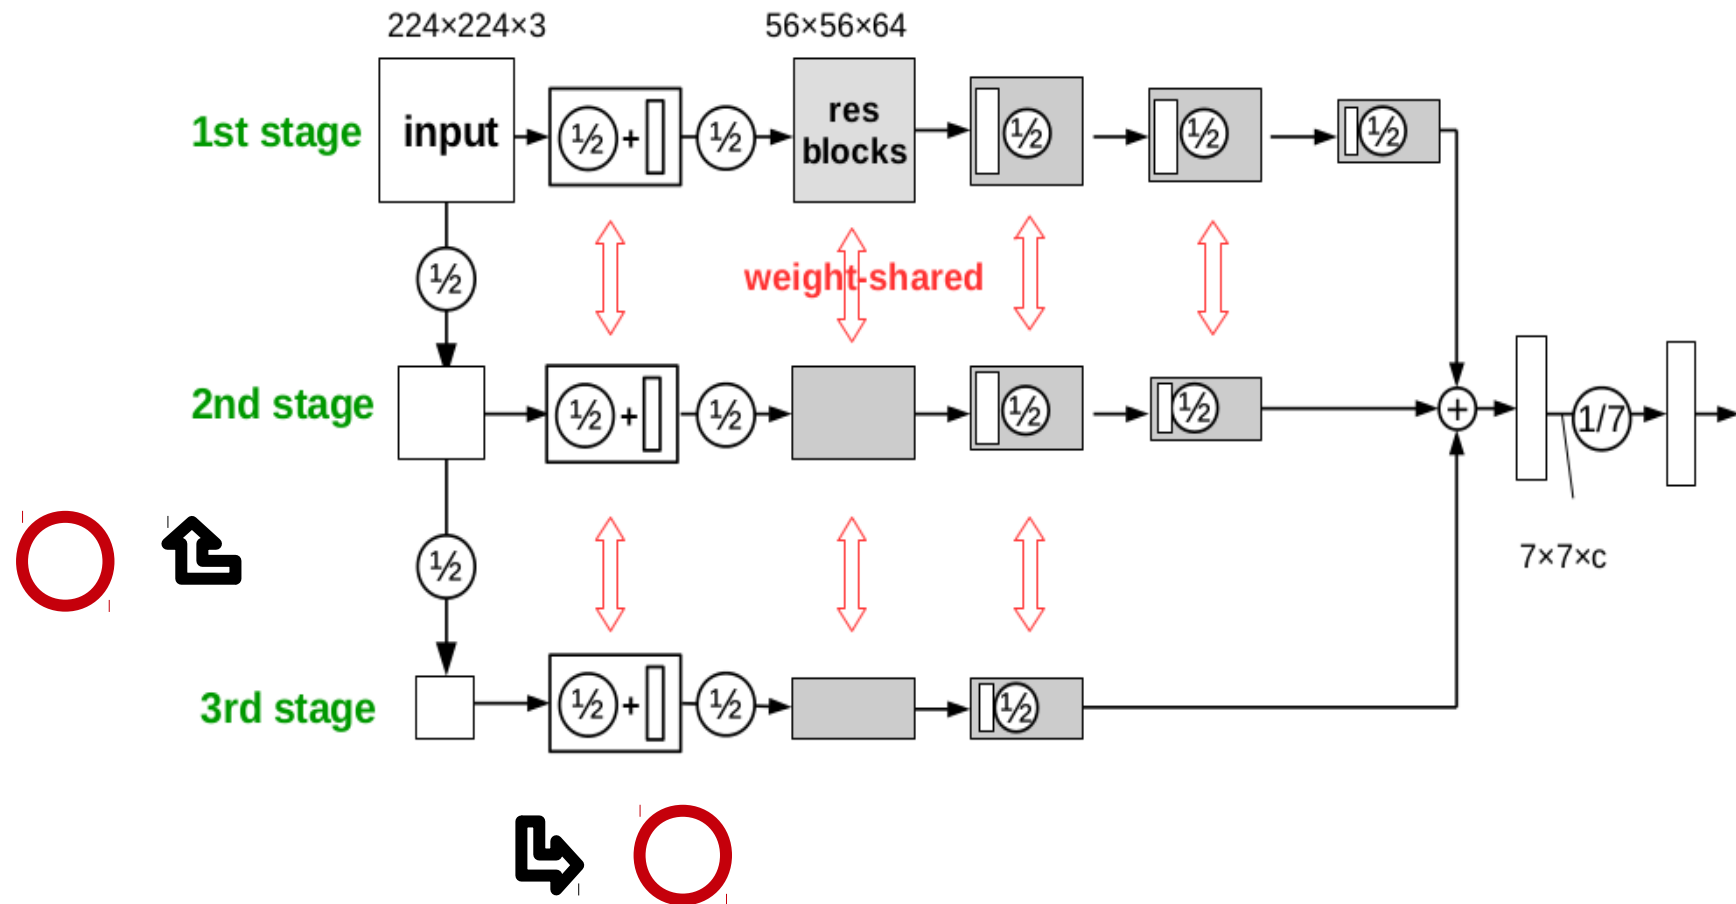 224×224×3
56×56×64
1st stage
input
½ +
½
res
blocks
½
½
½
½
weight-shared
2nd stage
½ +
½
½
½
+
1/7
½
7×7×c
3rd stage
½ +
½
½